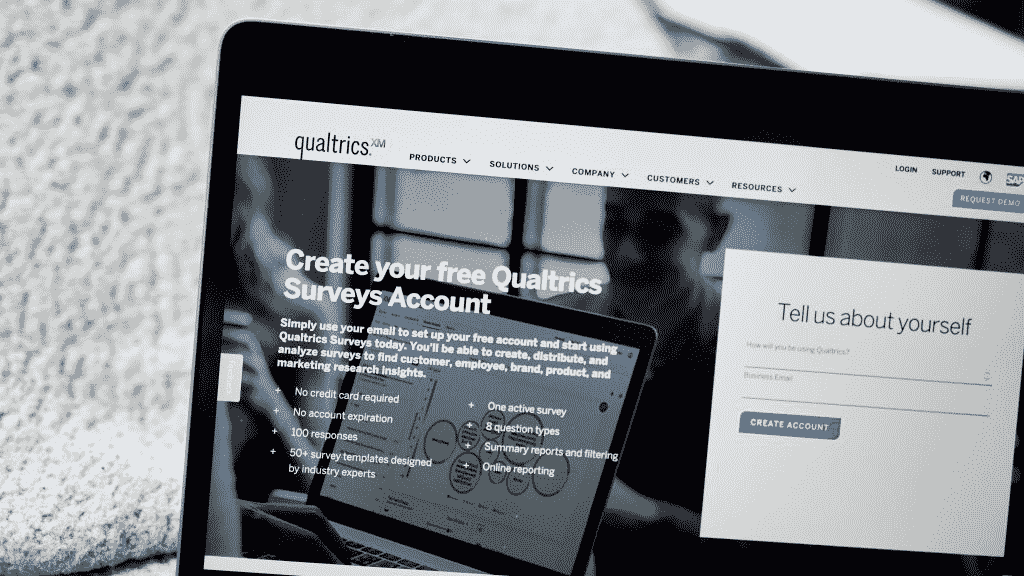 qualtrics.XM
PRODUCTS
SOLUTIONS
COMPANY
CUSTOMERS
RESOURCES
LOGIN
SUPPORT
SAP
REQUEST DEMO
Create your free Qualtrics
Surveys Account
Simply use your email to set up your free account and start using
Qualtrics Surveys today. You'll be able to create, distribute, and
analyze surveys to find customer, employee, brand, product, and
marketing research insights.
+ No credit card required
+ No account expiration
+ 100 responses
+ 50+ survey templates designed
by industry experts
+ One active survey
+ 8 question types
+ Summary reports and filtering
+ Online reporting
Tell us about yourself
How will you be using Qualtrics?
Business Email
CREATE ACCOUNT